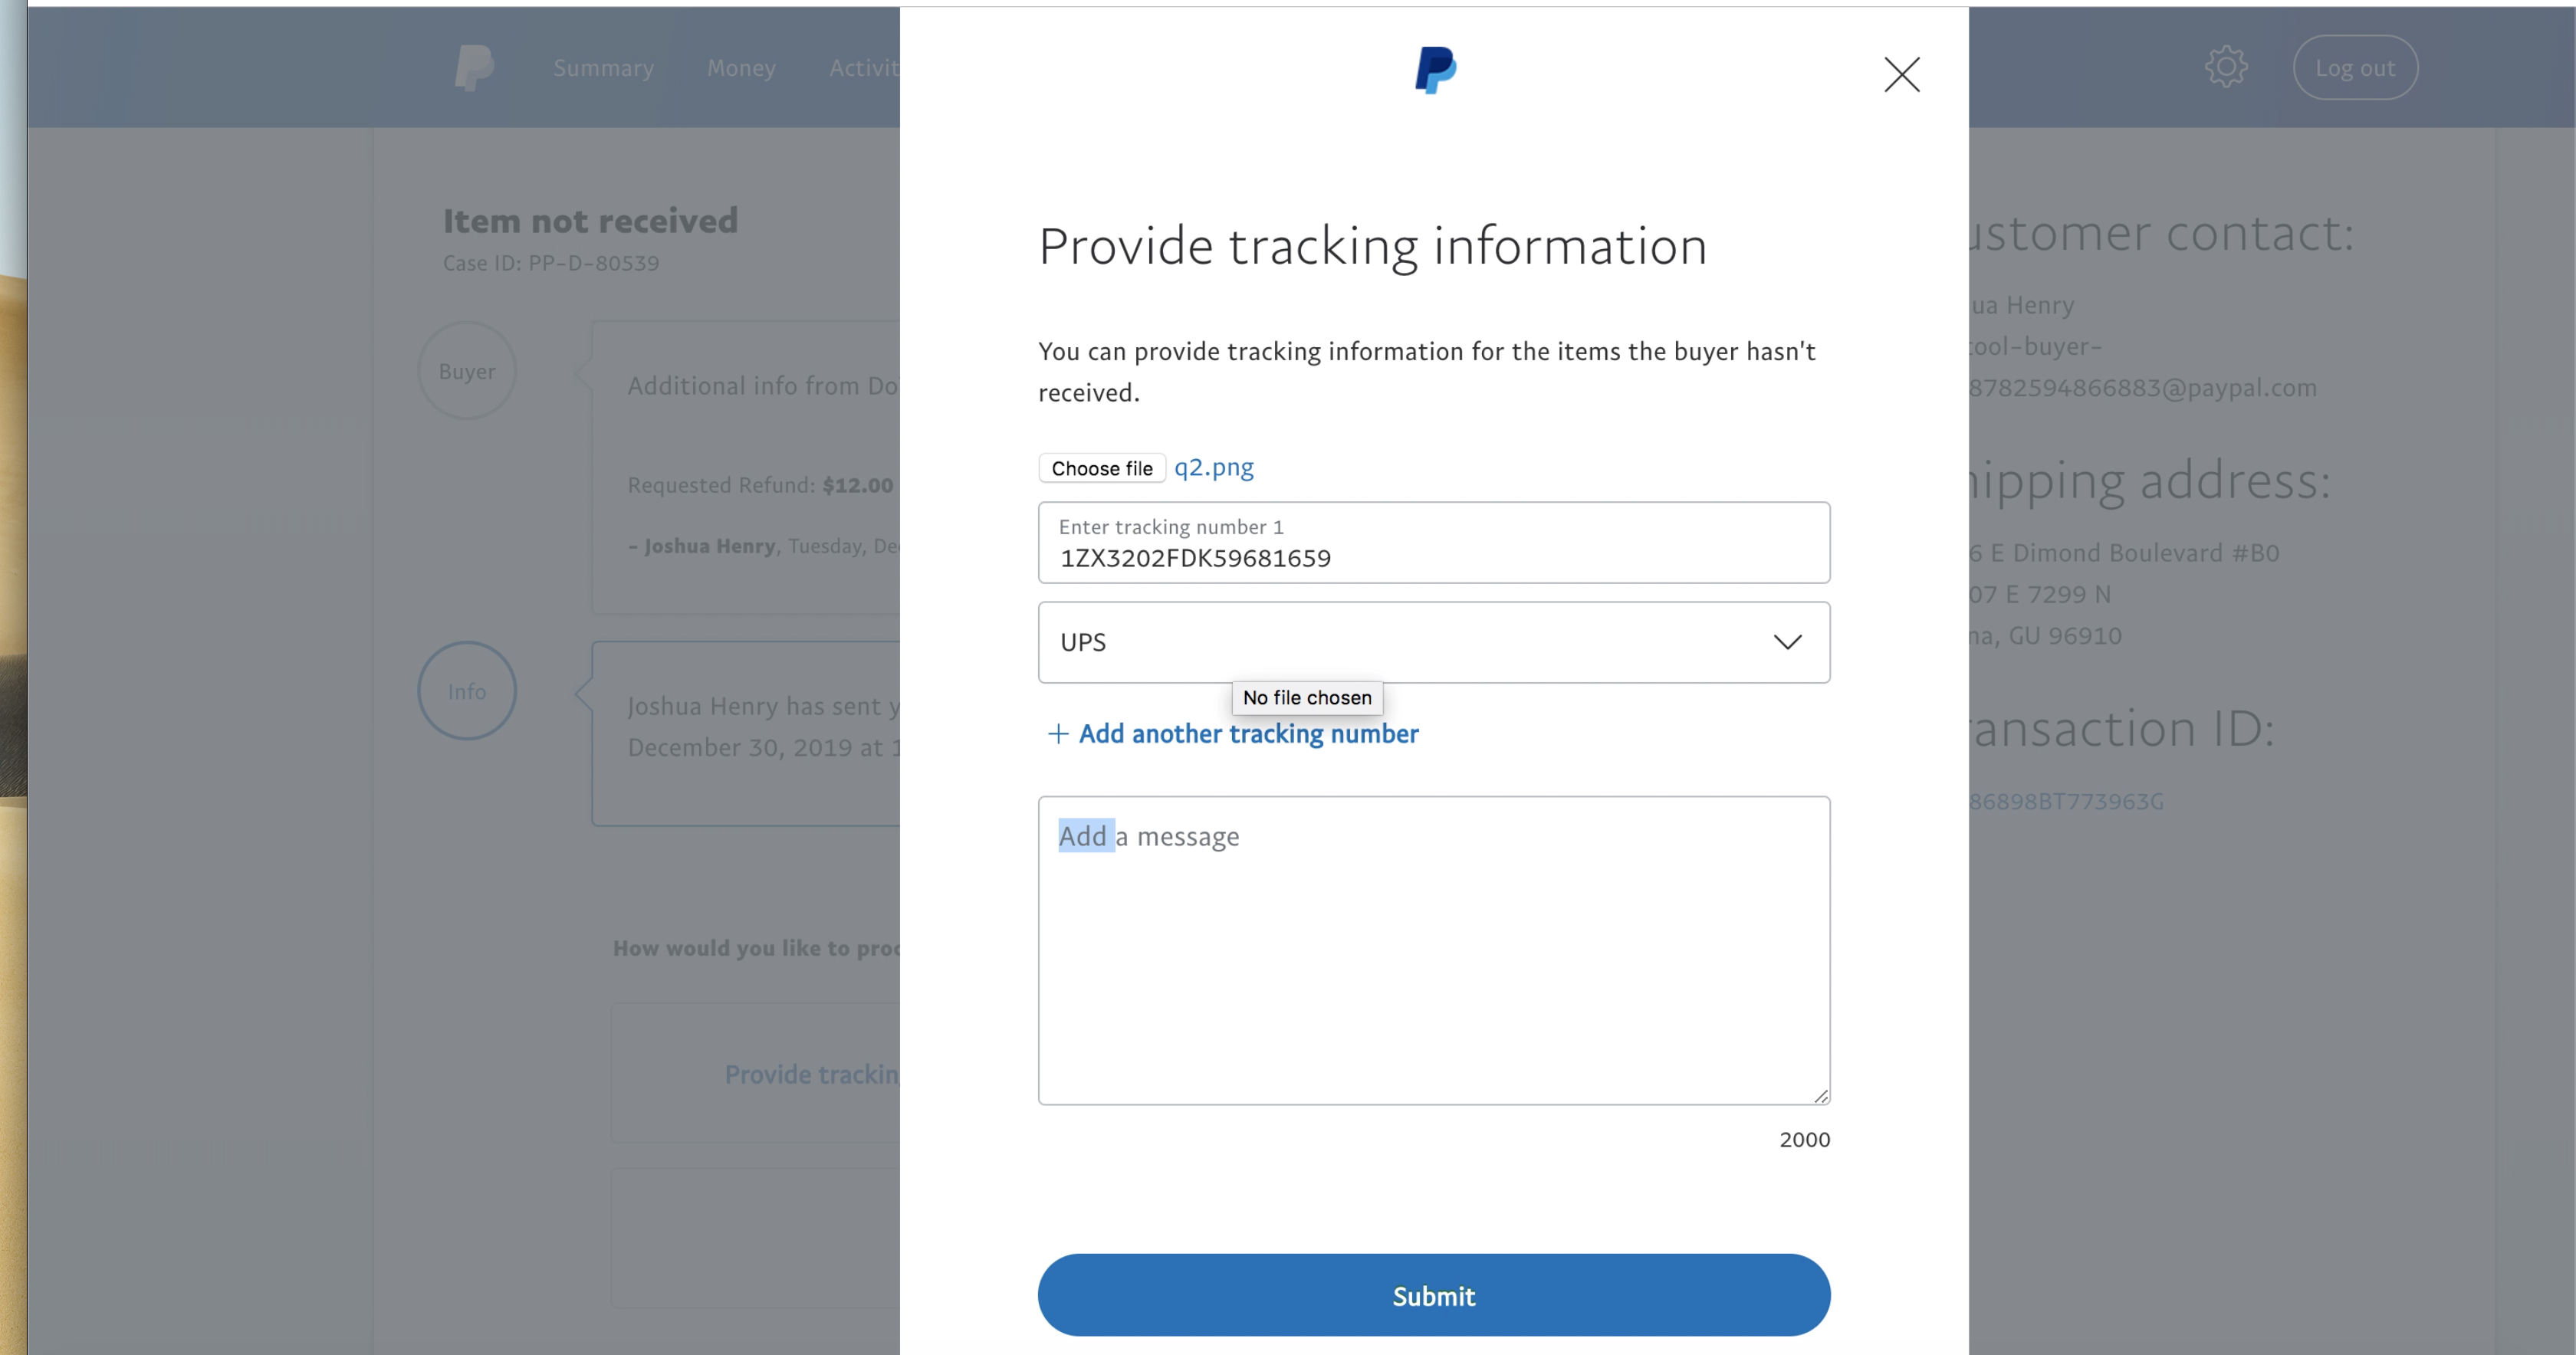 Summary Money Activit
Log out
Item not received
Case ID: PP-D-80539
Buyer
Additional info from Do
Requested Refund: $12.00
- Joshua Henry, Tuesday, De
Info
Joshua Henry has sent y
December 30, 2019 at 1
How would you like to proc
Provide trackin
Provide tracking information
You can provide tracking information for the items the buyer hasn't
received.
Choose file q2.png
Enter tracking number 1
1ZX3202FDK59681659
UPS
No file chosen
+ Add another tracking number
Add a message
2000
Submit
ustomer contact:
ua Henry
ool-buyer-
8782594866883@paypal.com
hipping address:
6 E Dimond Boulevard #B0
07 E 7299 N
na, GU 96910
ansaction ID:
86898BT773963G